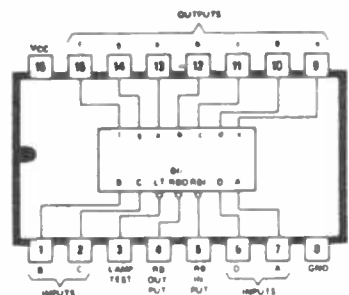 OUTPUTS
VCC f g a b c d e
16 15 14 13 12 11 10 9
f g a b c d e
BI/
B C LT RBO RBI D A
1 2 3 4 5 6 7 8
B C LAMP TEST RB OUT PUT RB IN PUT D A GND
INPUTS INPUTS